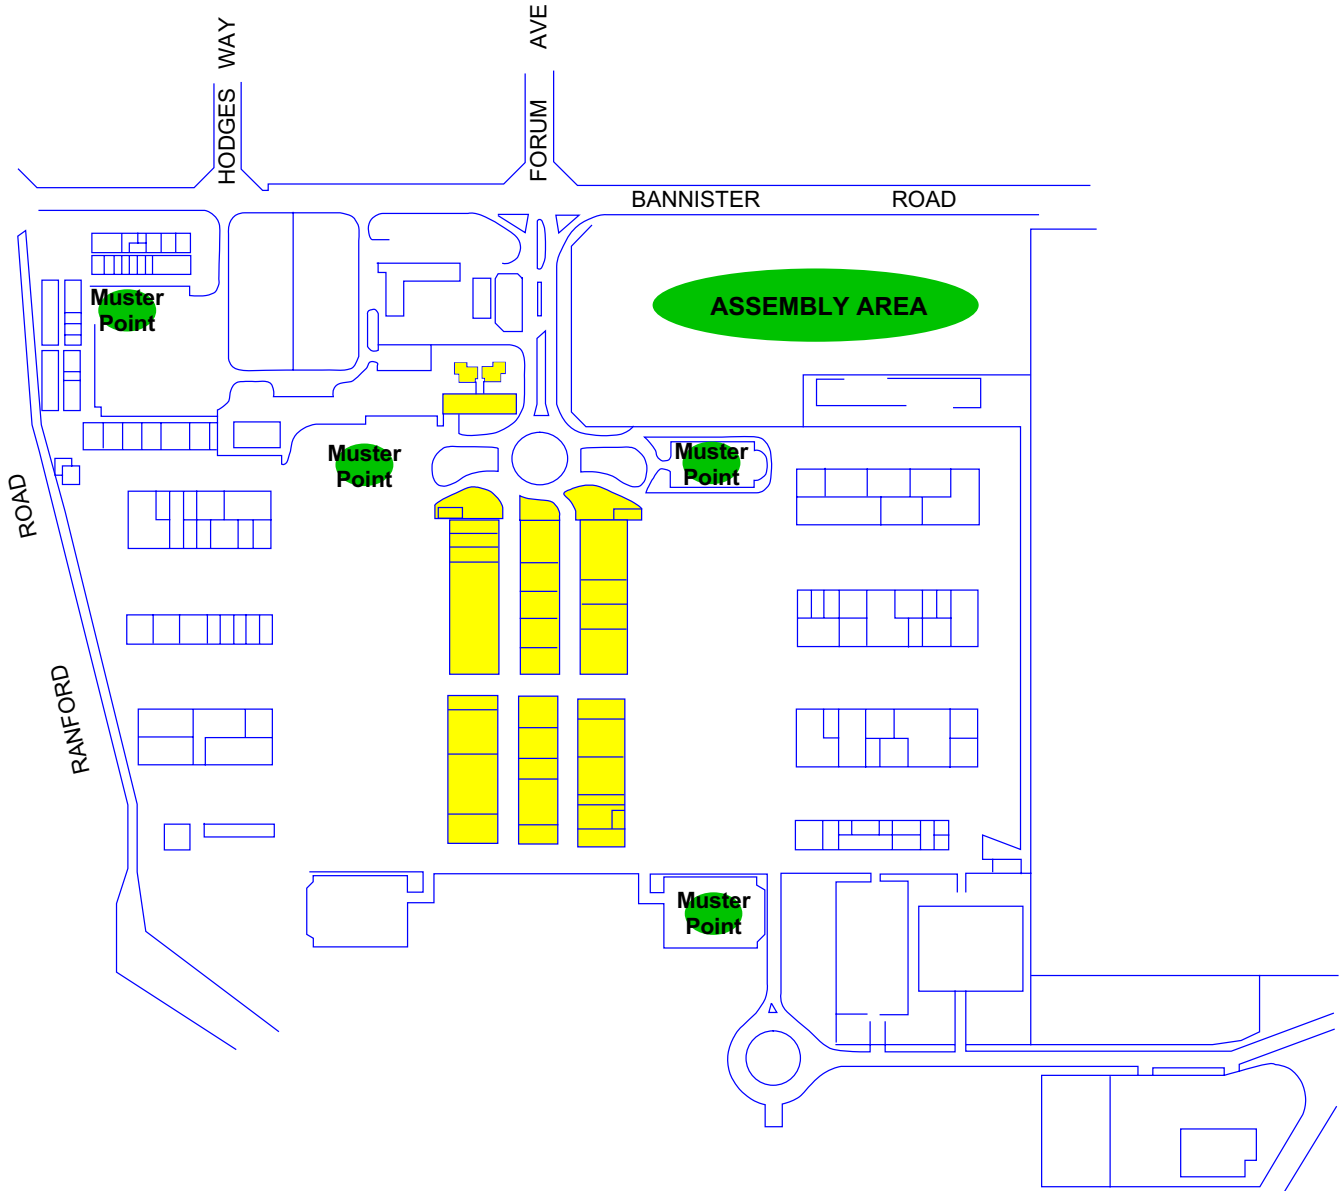 HODGES WAY
FORUM AVE
BANNISTER ROAD
Muster
Point
ASSEMBLY AREA
Muster
Point
Muster
Point
RANFORD ROAD
Muster
Point